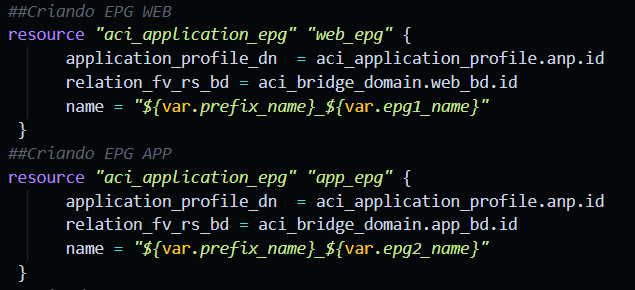 ##Criando EPG WEB
resource "aci_application_epg" "web_epg" {
application_profile_dn  = aci_application_profile.anp.id
relation_fv_rs_bd = aci_bridge_domain.web_bd.id
name = "${var.prefix_name}_${var.epg1_name}"
}
##Criando EPG APP
resource "aci_application_epg" "app_epg" {
application_profile_dn  = aci_application_profile.anp.id
relation_fv_rs_bd = aci_bridge_domain.app_bd.id
name = "${var.prefix_name}_${var.epg2_name}"
}